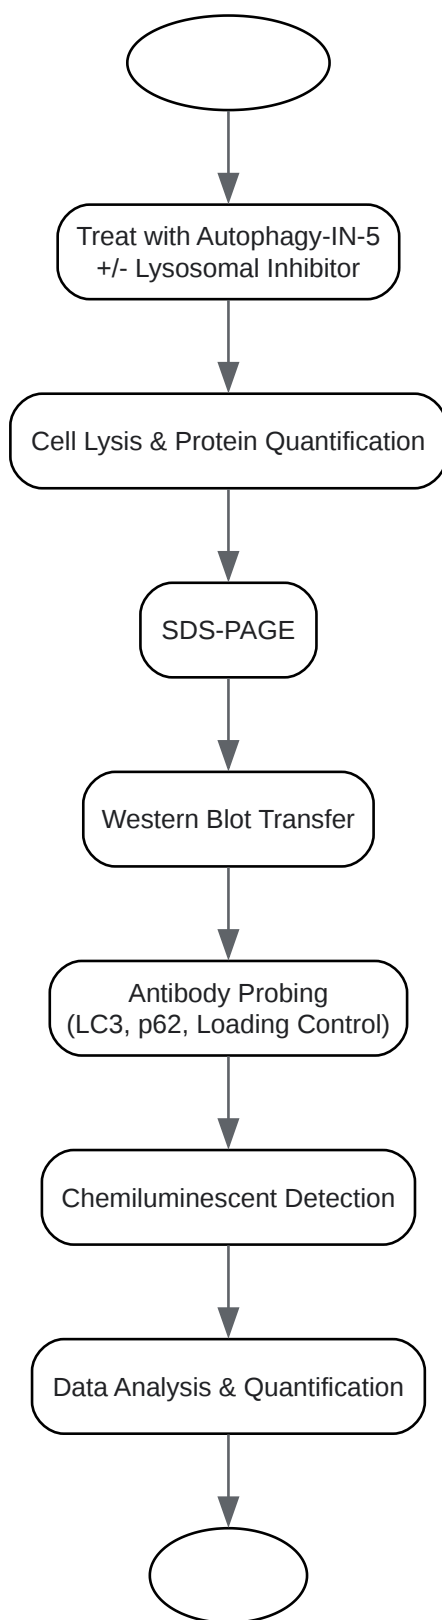 Treat with Autophagy-IN-5
+/- Lysosomal Inhibitor
Cell Lysis & Protein Quantification
SDS-PAGE
Western Blot Transfer
Antibody Probing
(LC3, p62, Loading Control)
Chemiluminescent Detection
Data Analysis & Quantification